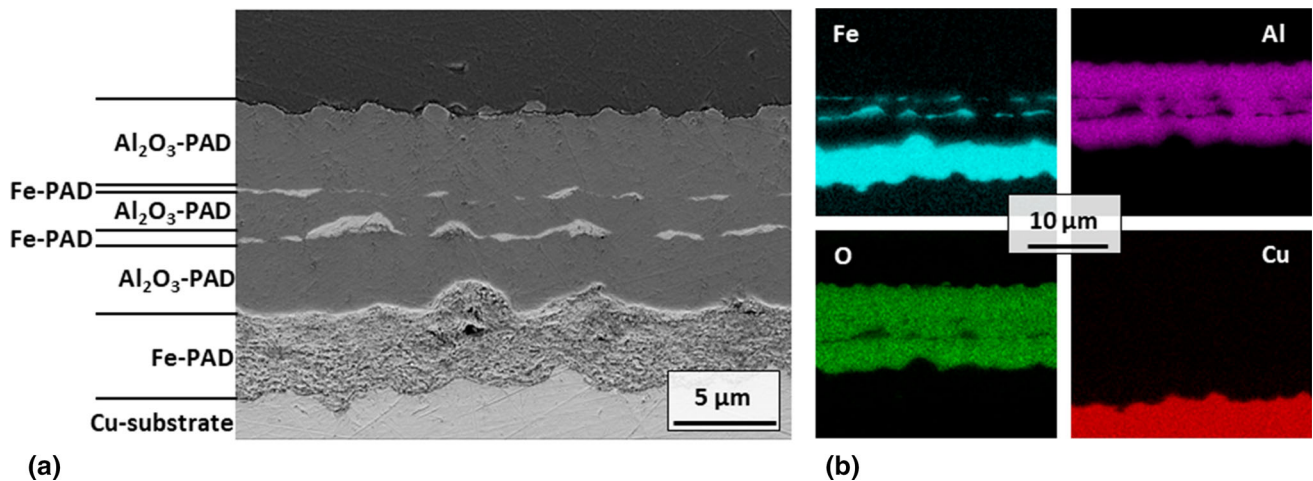 Al₂O₃-PAD
Fe-PAD
Al₂O₃-PAD
Fe-PAD
Al₂O₃-PAD
Fe-PAD
Cu-substrate
5 µm
(a)
Fe
Al
10 µm
O
Cu
(b)